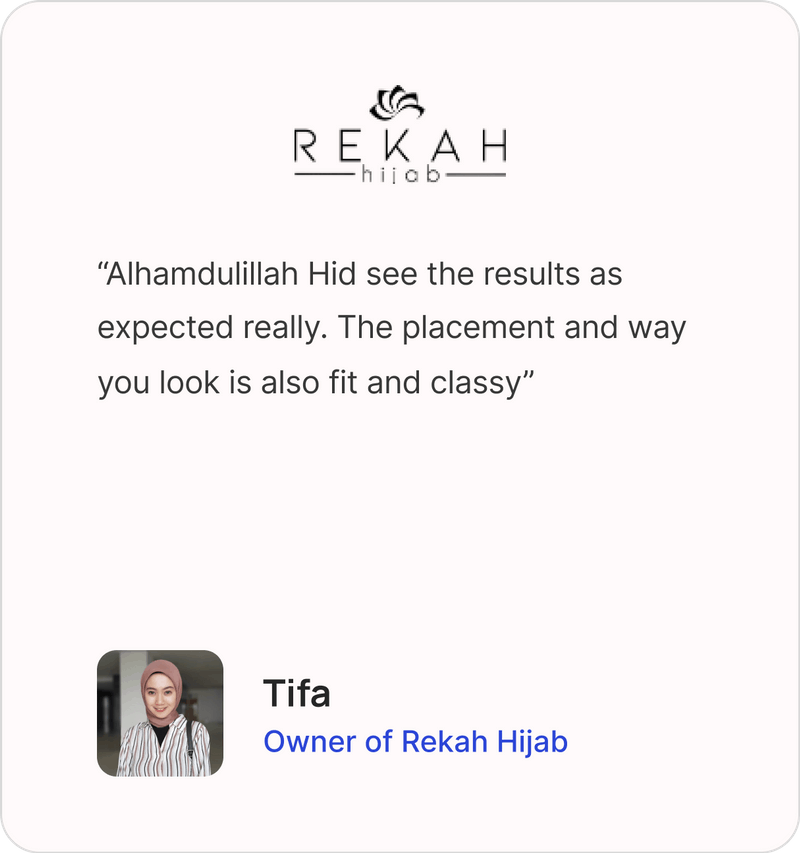 REKAH
hijab
“Alhamdulillah Hid see the results as
expected really. The placement and way
you look is also fit and classy”
Tifa
Owner of Rekah Hijab